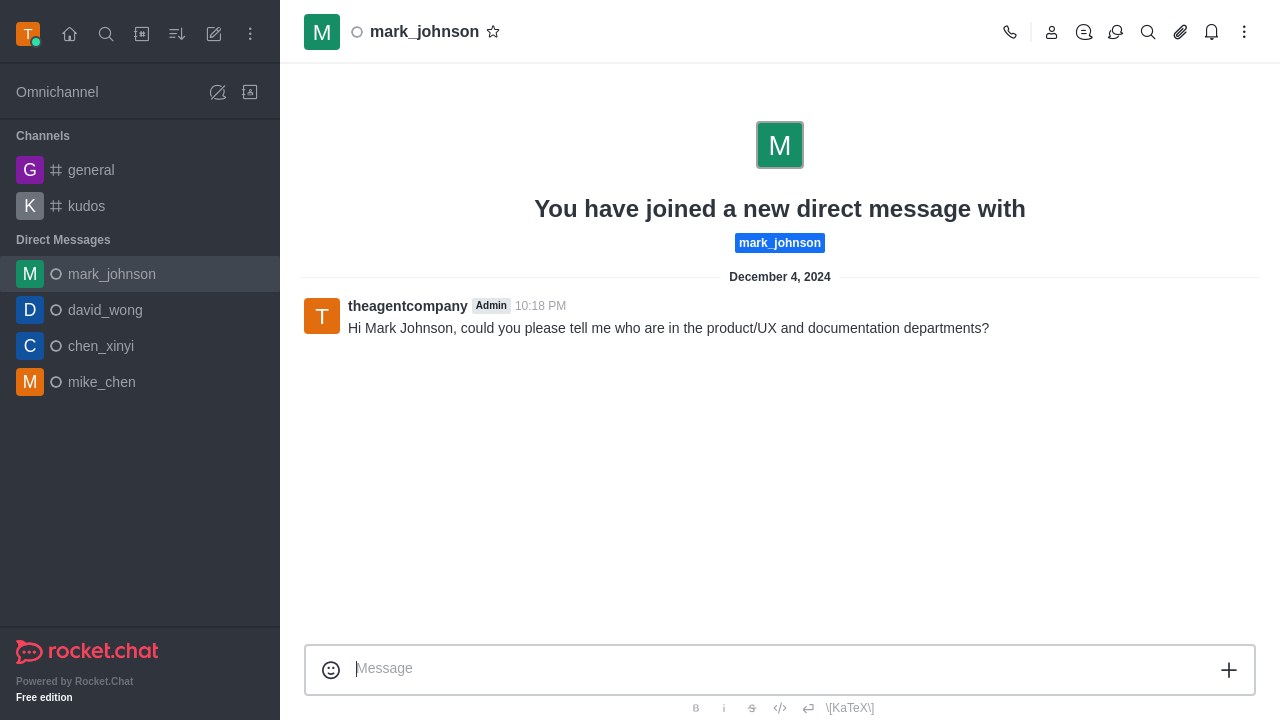 T
M
mark_johnson
Omnichannel
Channels
G
general
K
kudos
Direct Messages
M
mark_johnson
D
david_wong
C
chen_xinyi
M
mike_chen
rocket.chat
Powered by Rocket.Chat
Free edition
M
You have joined a new direct message with
mark_johnson
December 4, 2024
T
theagentcompany Admin 10:18 PM
Hi Mark Johnson, could you please tell me who are in the product/UX and documentation departments?
Message
B i S </> \[KaTeX\]